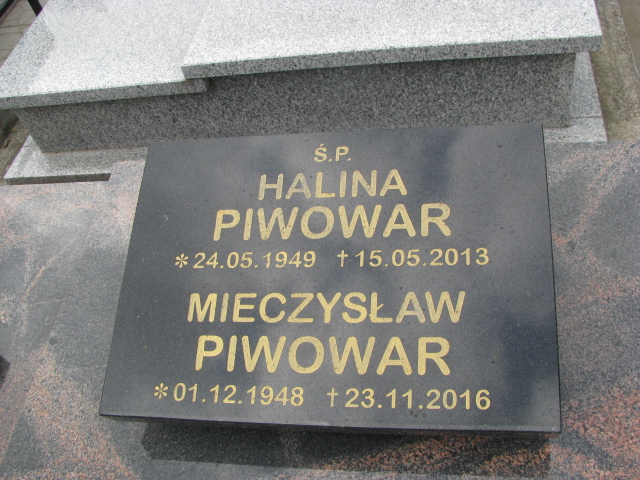 Ś.P.
HALINA
PIWOWAR
*24.05.1949 †15.05.2013
MIECZYSŁAW
PIWOWAR
*01.12.1948 †23.11.2016